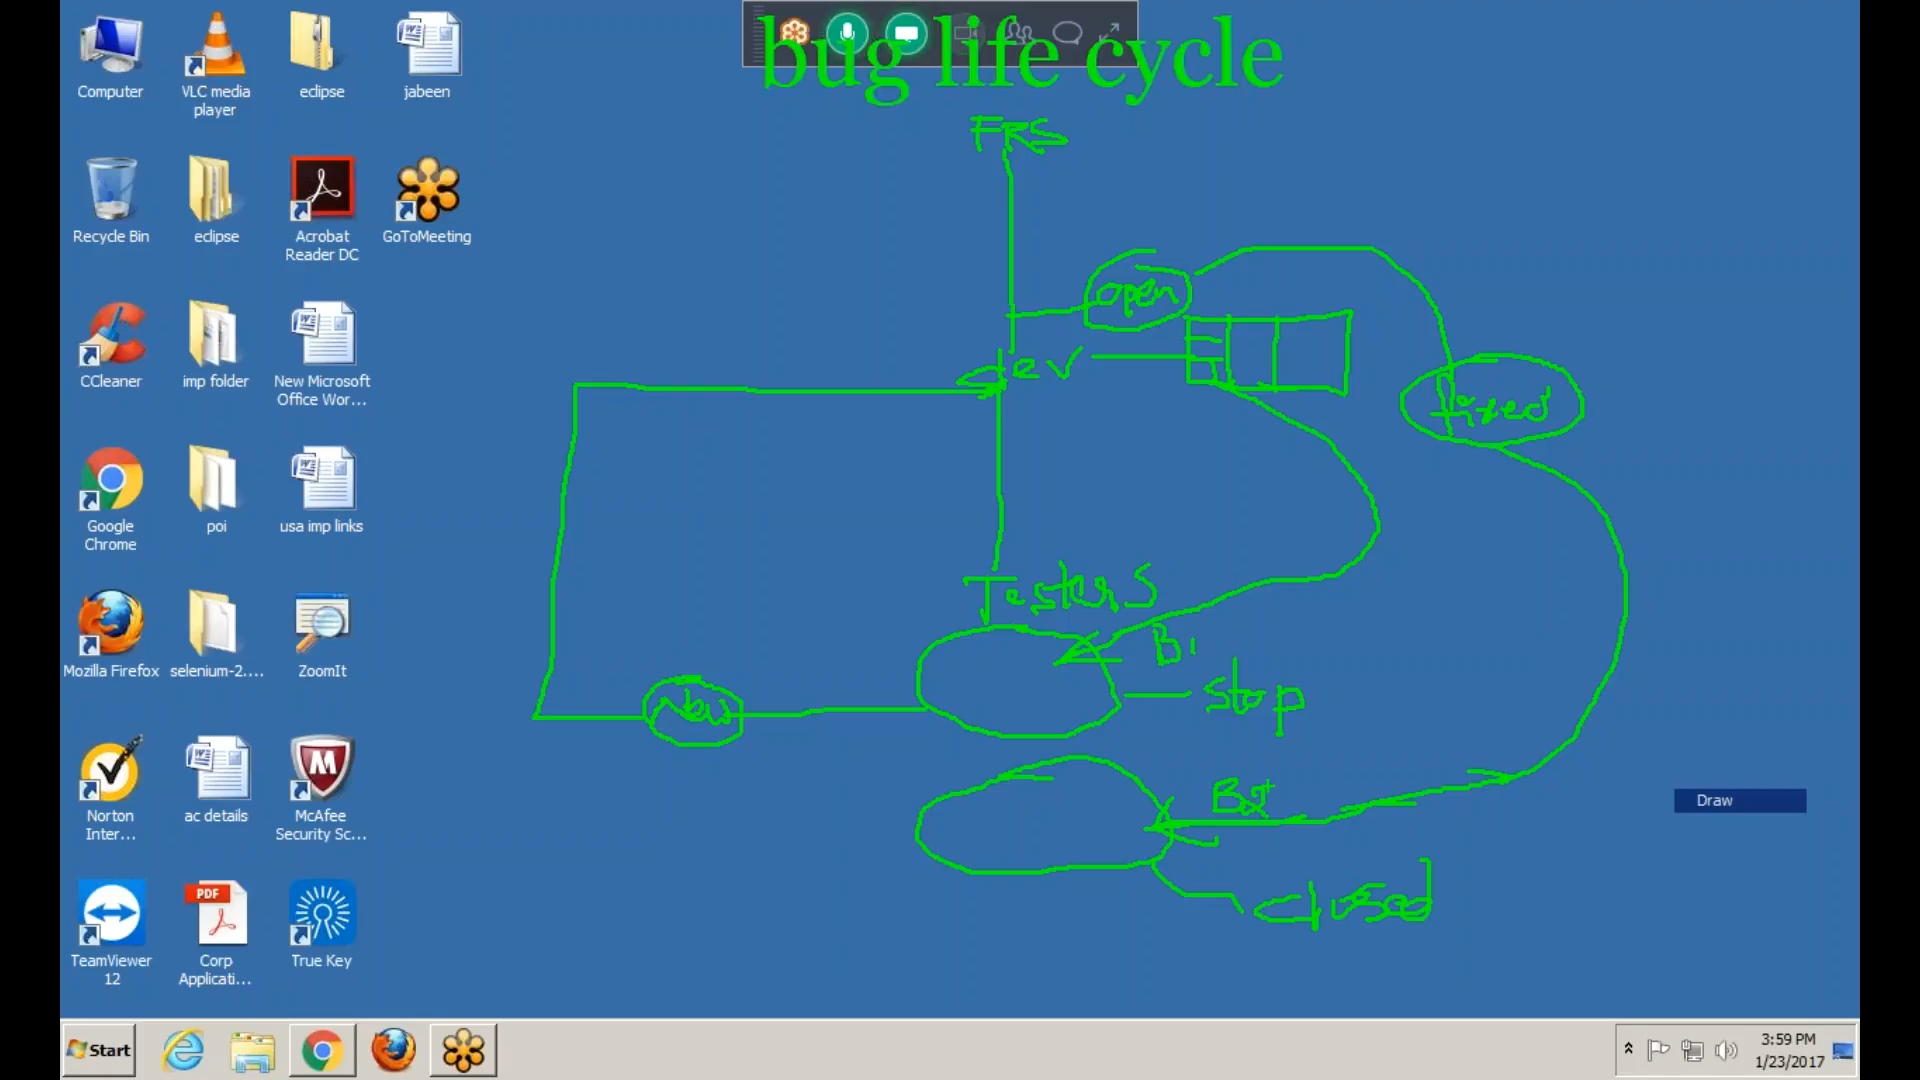 bug life cycle
FRS
open
dev
fixed
Testers
B1
Stop
New
B2
Closed
Draw
Computer
VLC media
player
eclipse
jabeen
Recycle Bin
eclipse
Acrobat
Reader DC
GoToMeeting
CCleaner
imp folder
New Microsoft
Office Wor...
Google
Chrome
poi
usa imp links
Mozilla Firefox
selenium-2....
ZoomIt
Norton
Inter...
ac details
McAfee
Security Sc...
TeamViewer
12
PDF
Corp
Applicati...
True Key
Start
3:59 PM
1/23/2017